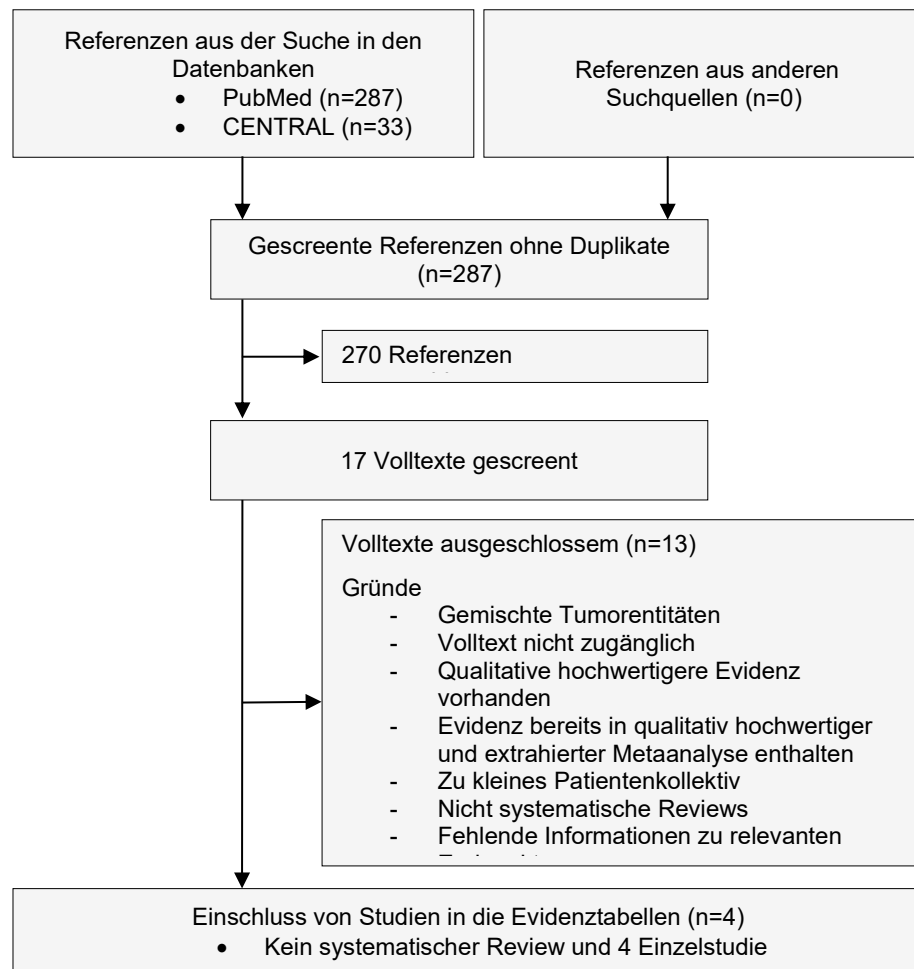 Referenzen aus der Suche in den
Datenbanken
• PubMed (n=287)
• CENTRAL (n=33)
Referenzen aus anderen
Suchquellen (n=0)
Gescreente Referenzen ohne Duplikate
(n=287)
270 Referenzen
17 Volltexte gescreent
Volltexte ausgeschlossem (n=13)
Gründe
- Gemischte Tumorentitäten
- Volltext nicht zugänglich
- Qualitative hochwertigere Evidenz
vorhanden
- Evidenz bereits in qualitativ hochwertiger
und extrahierter Metaanalyse enthalten
- Zu kleines Patientenkollektiv
- Nicht systematische Reviews
- Fehlende Informationen zu relevanten
Einschluss von Studien in die Evidenztabellen (n=4)
• Kein systematischer Review und 4 Einzelstudie